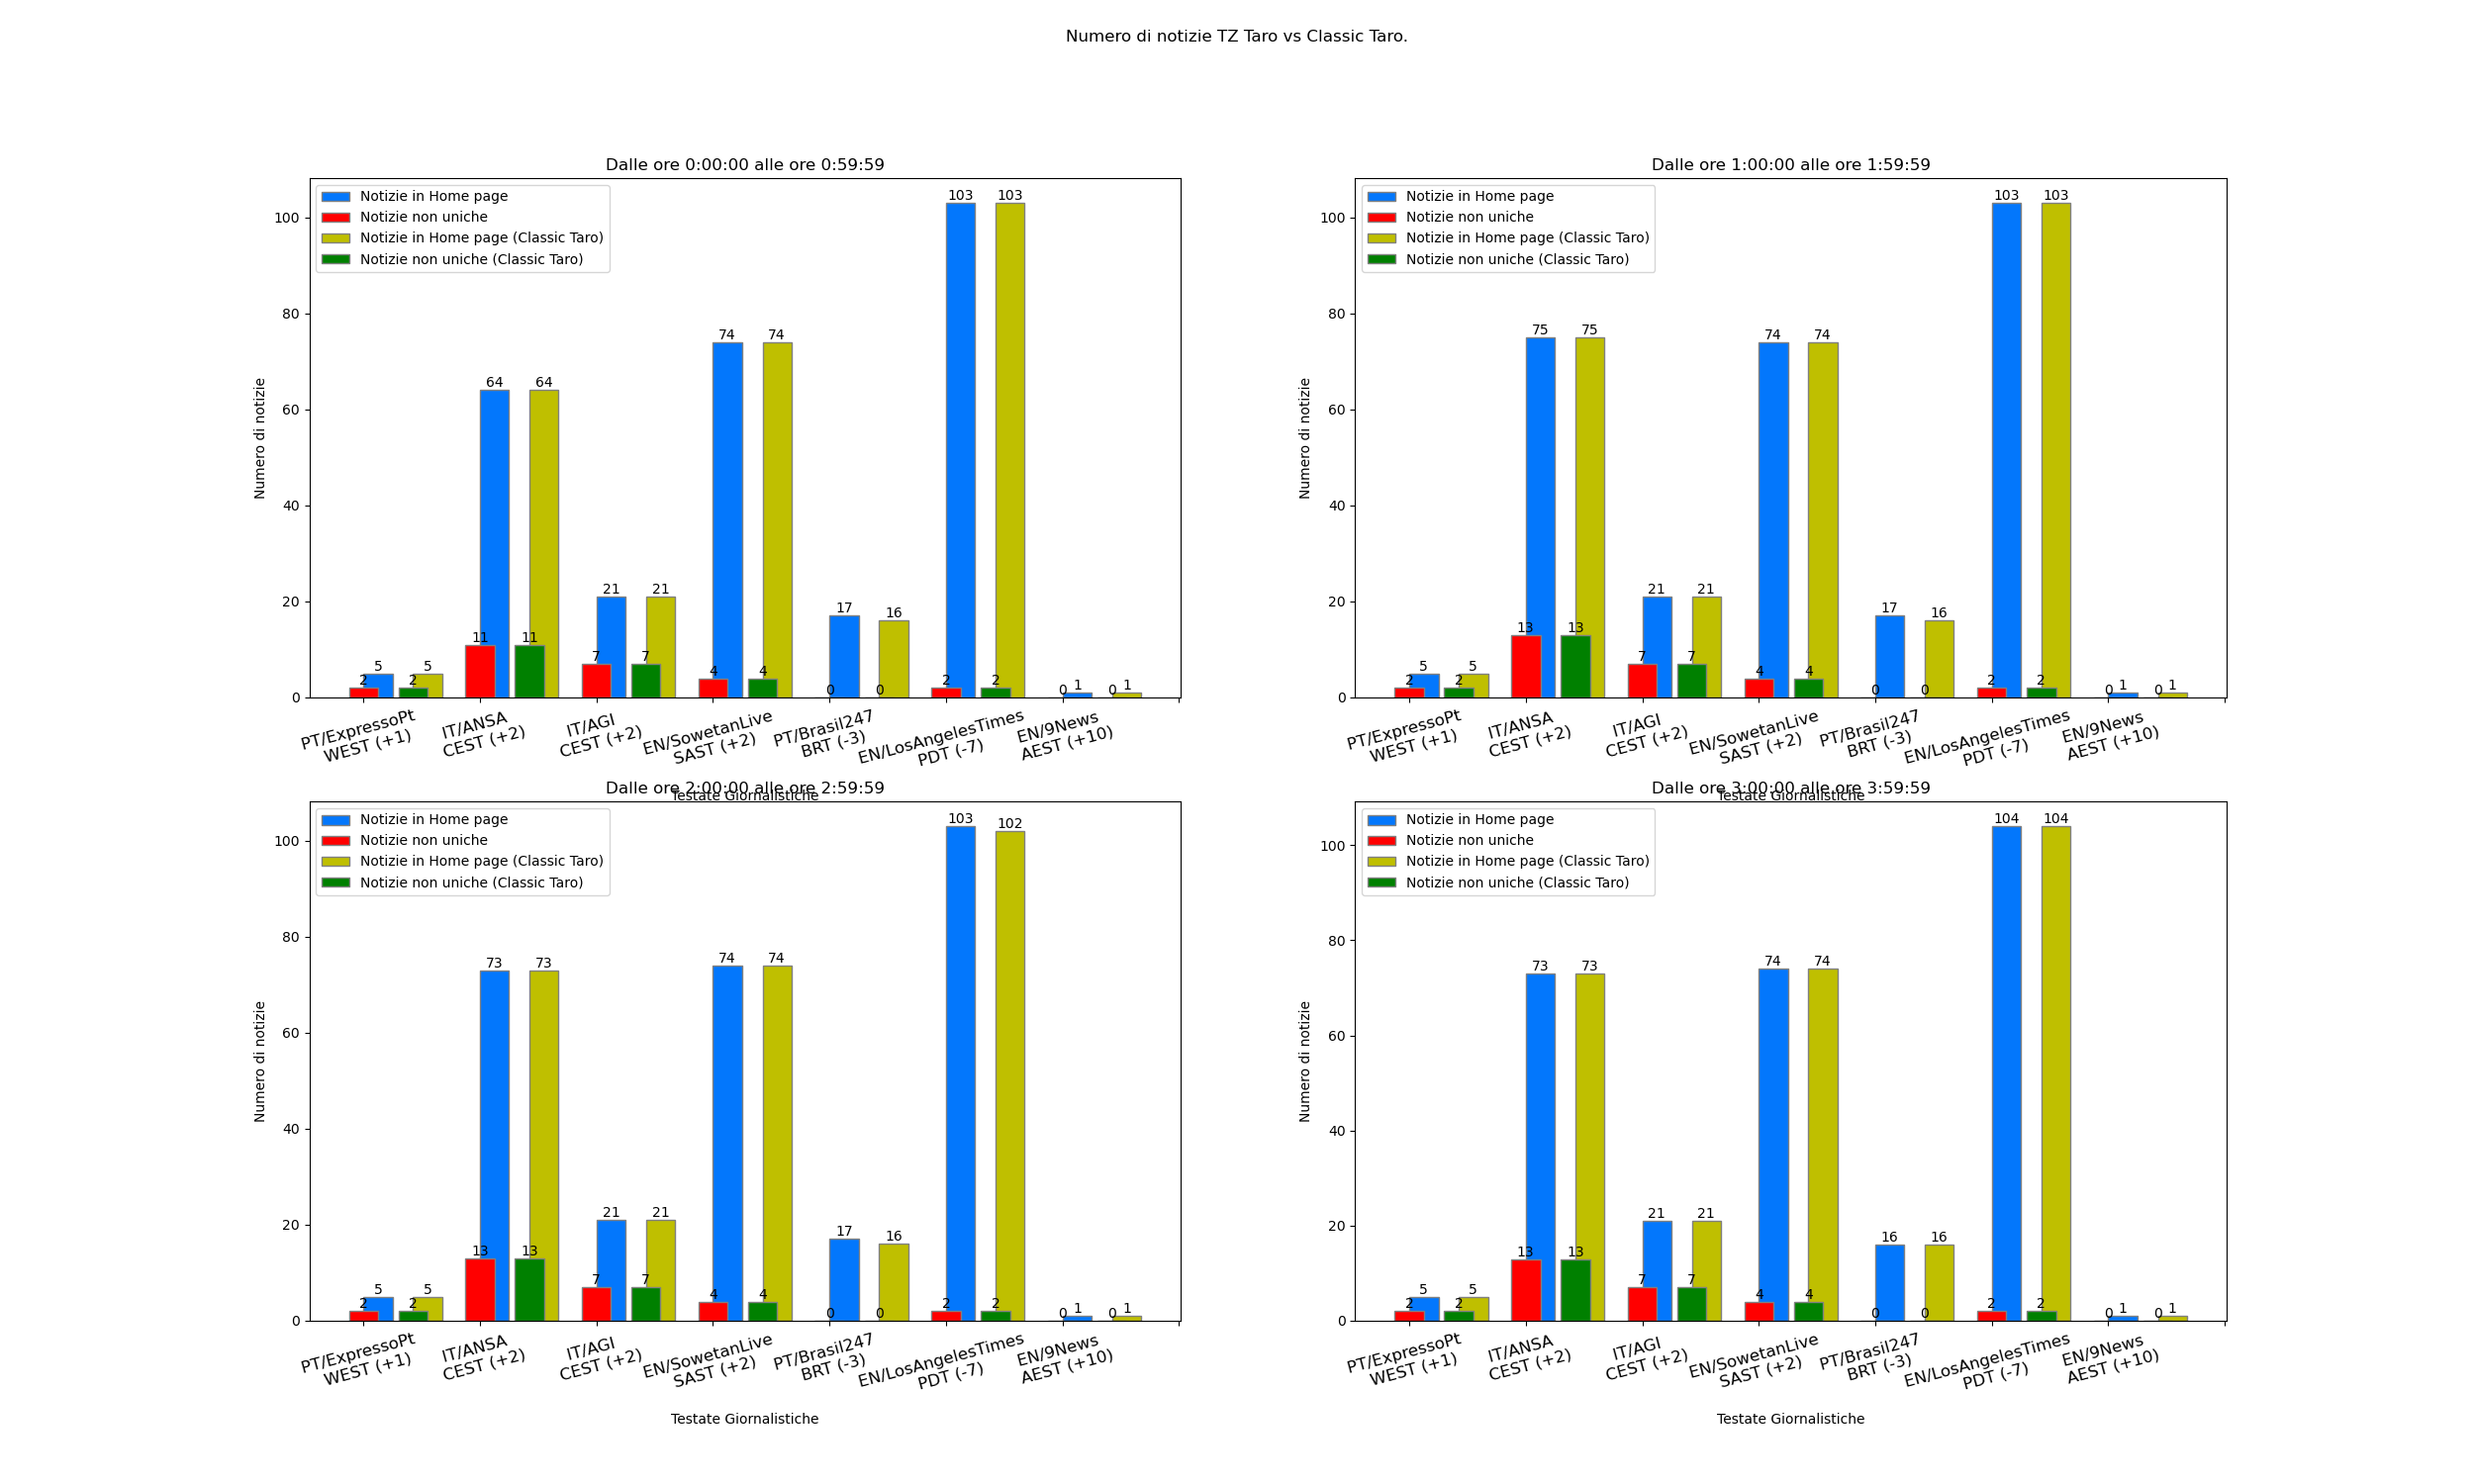 Numero di notizie TZ Taro vs Classic Taro.
Dalle ore 0:00:00 alle ore 0:59:59
Notizie in Home page
Notizie non uniche
Notizie in Home page (Classic Taro)
Notizie non uniche (Classic Taro)
Numero di notizie
100
80
60
40
20
0
5 2 5 2
64 11 64 11
21 7 21 7
74 4 74 4
17 0 16 0
103 2 103 2
1 0 1 0
PT/ExpressoPt
WEST (+1)
IT/ANSA
CEST (+2)
IT/AGI
CEST (+2)
EN/SowetanLive
SAST (+2)
PT/Brasil247
BRT (-3)
EN/LosAngelesTimes
PDT (-7)
EN/9News
AEST (+10)
Testate Giornalistiche
Dalle ore 1:00:00 alle ore 1:59:59
Notizie in Home page
Notizie non uniche
Notizie in Home page (Classic Taro)
Notizie non uniche (Classic Taro)
Numero di notizie
100
80
60
40
20
0
5 2 5 2
75 13 75 13
21 7 21 7
74 4 74 4
17 0 16 0
103 2 103 2
1 0 1 0
PT/ExpressoPt
WEST (+1)
IT/ANSA
CEST (+2)
IT/AGI
CEST (+2)
EN/SowetanLive
SAST (+2)
PT/Brasil247
BRT (-3)
EN/LosAngelesTimes
PDT (-7)
EN/9News
AEST (+10)
Testate Giornalistiche
Dalle ore 2:00:00 alle ore 2:59:59
Notizie in Home page
Notizie non uniche
Notizie in Home page (Classic Taro)
Notizie non uniche (Classic Taro)
Numero di notizie
100
80
60
40
20
0
5 2 5 2
73 13 73 13
21 7 21 7
74 4 74 4
17 0 16 0
103 2 102 2
1 0 1 0
PT/ExpressoPt
WEST (+1)
IT/ANSA
CEST (+2)
IT/AGI
CEST (+2)
EN/SowetanLive
SAST (+2)
PT/Brasil247
BRT (-3)
EN/LosAngelesTimes
PDT (-7)
EN/9News
AEST (+10)
Testate Giornalistiche
Dalle ore 3:00:00 alle ore 3:59:59
Notizie in Home page
Notizie non uniche
Notizie in Home page (Classic Taro)
Notizie non uniche (Classic Taro)
Numero di notizie
100
80
60
40
20
0
5 2 5 2
73 13 73 13
21 7 21 7
74 4 74 4
16 0 16 0
104 2 104 2
1 0 1 0
PT/ExpressoPt
WEST (+1)
IT/ANSA
CEST (+2)
IT/AGI
CEST (+2)
EN/SowetanLive
SAST (+2)
PT/Brasil247
BRT (-3)
EN/LosAngelesTimes
PDT (-7)
EN/9News
AEST (+10)
Testate Giornalistiche